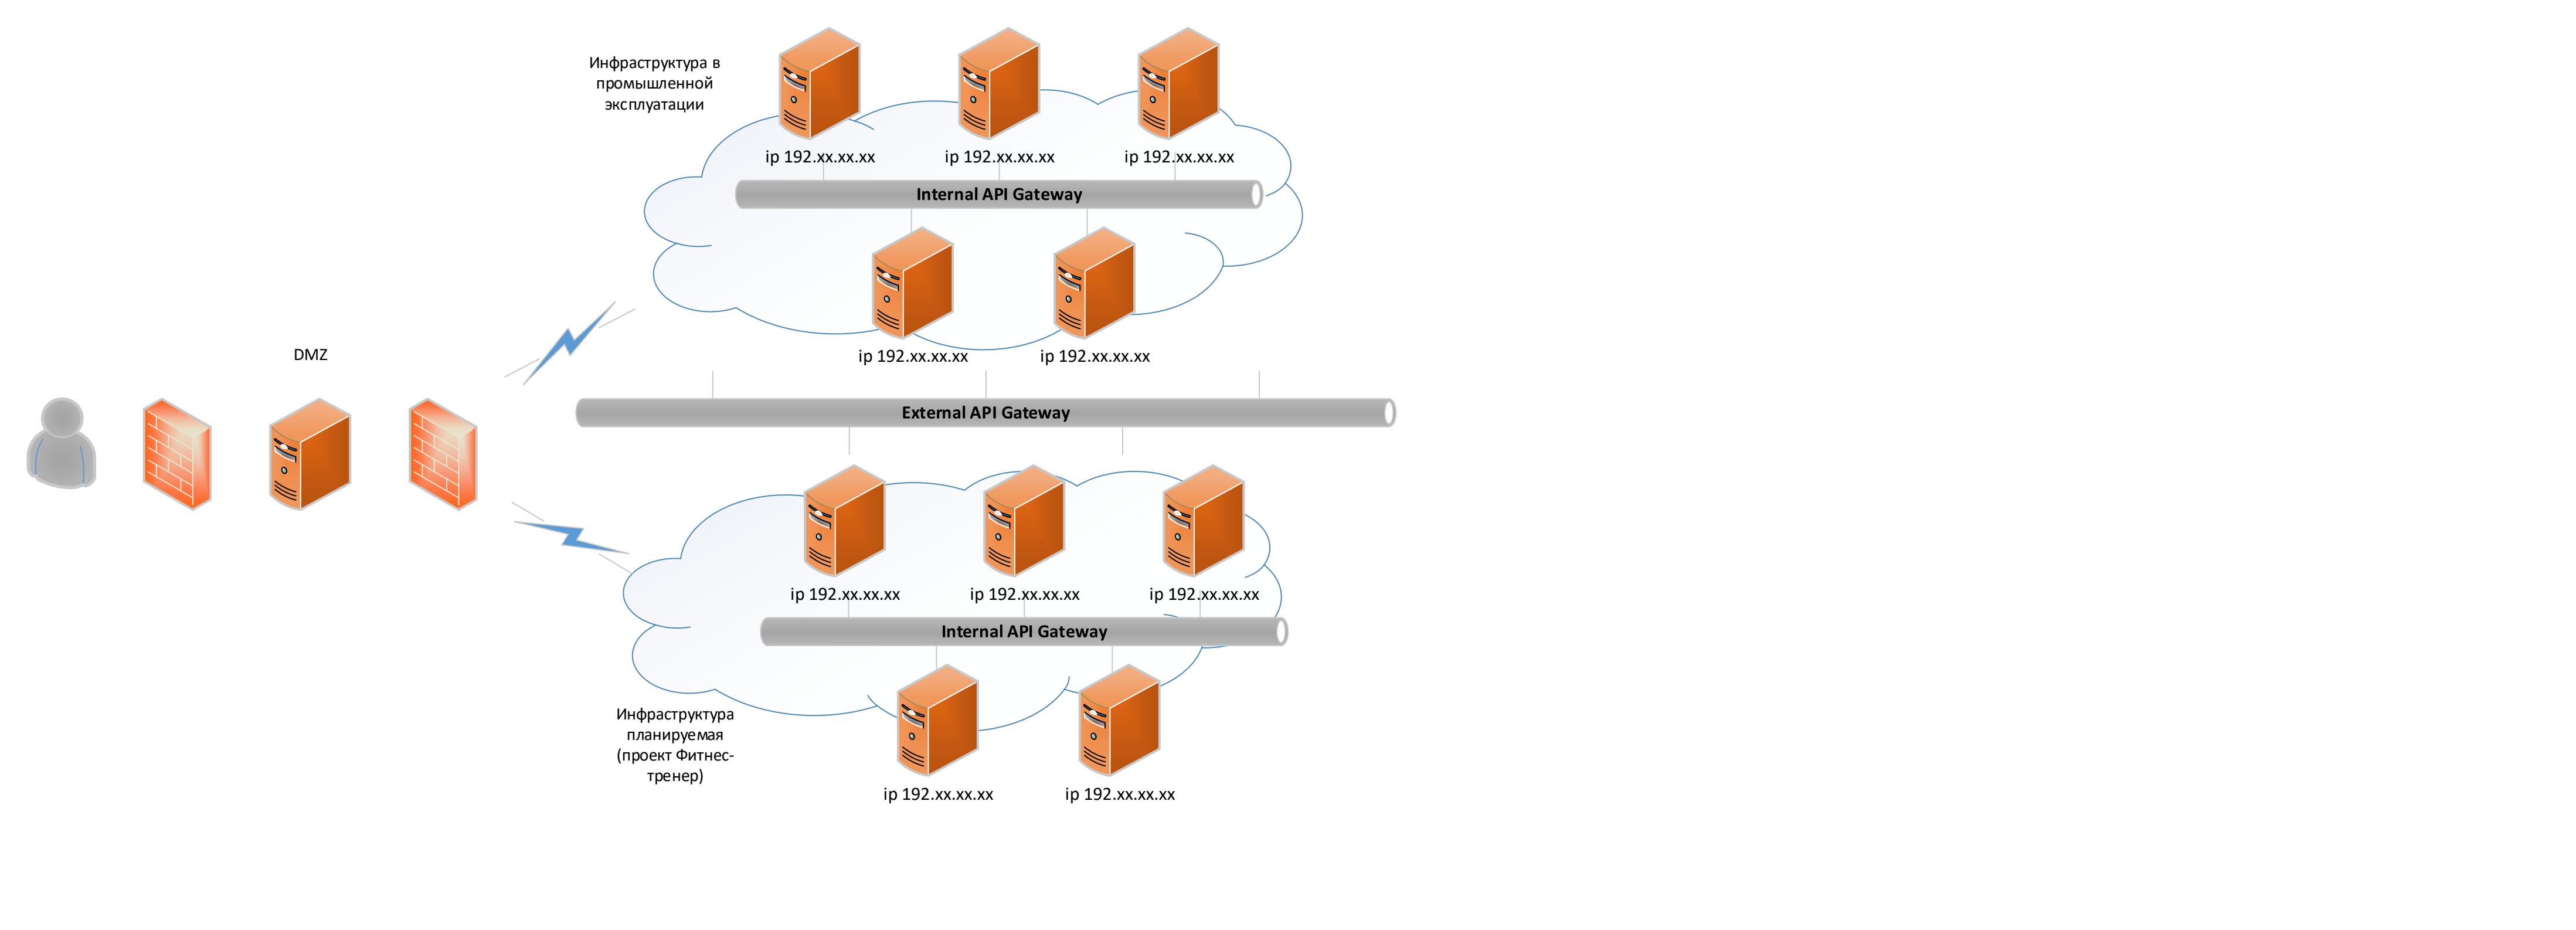 Инфраструктура в
промышленной
эксплуатации
ip 192.xx.xx.xx
ip 192.xx.xx.xx
ip 192.xx.xx.xx
Internal API Gateway
ip 192.xx.xx.xx
ip 192.xx.xx.xx
DMZ
External API Gateway
ip 192.xx.xx.xx
ip 192.xx.xx.xx
ip 192.xx.xx.xx
Internal API Gateway
Инфраструктура
планируемая
(проект Фитнес-
тренер)
ip 192.xx.xx.xx
ip 192.xx.xx.xx